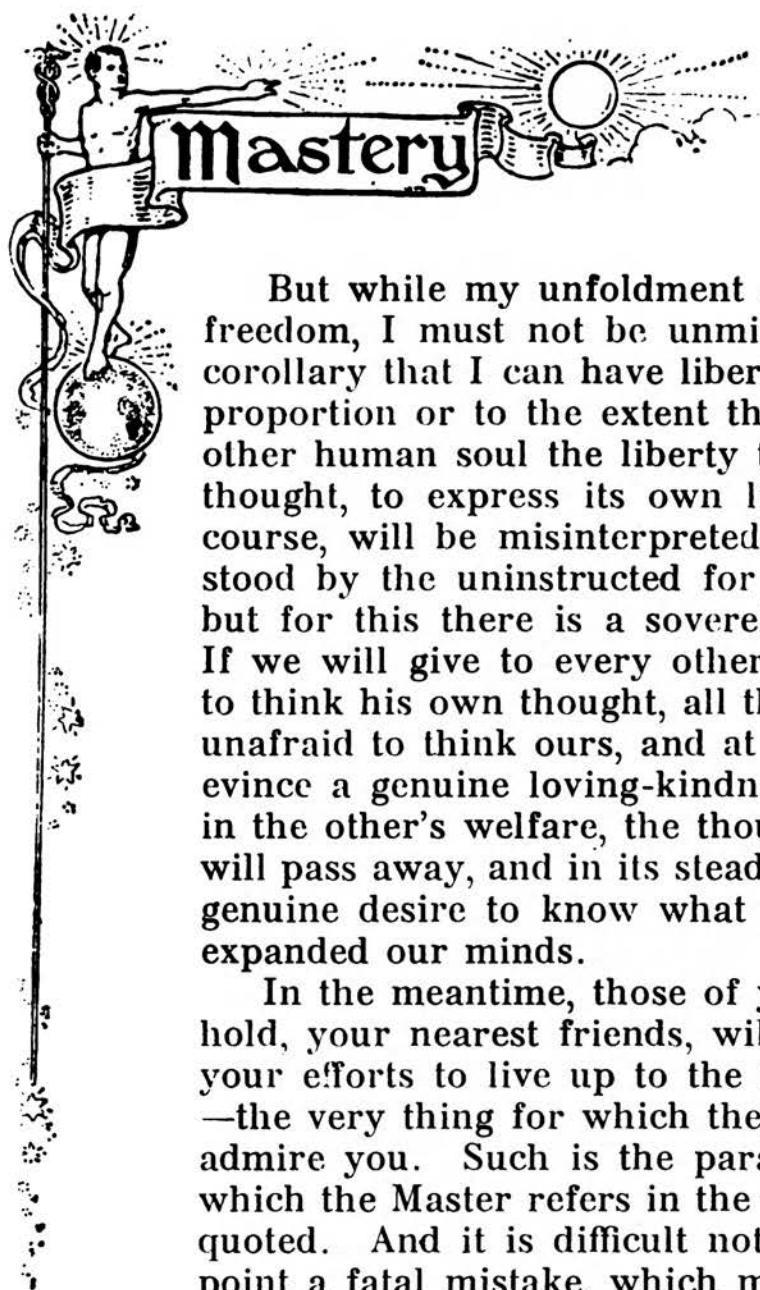 Mastery
But while my unfoldment
freedom, I must not be unmi
corollary that I can have liber
proportion or to the extent th
other human soul the liberty
thought, to express its own
course, will be misinterpreted
stood by the uninstructed for
but for this there is a sovere
If we will give to every other
to think his own thought, all th
unafraid to think ours, and at
evince a genuine loving-kindn
in the other's welfare, the thou
will pass away, and in its stead
genuine desire to know what
expanded our minds.
In the meantime, those of
hold, your nearest friends, wil
your efforts to live up to the
—the very thing for which the
admire you. Such is the para
which the Master refers in the
quoted. And it is difficult not
point a fatal mistake, which m